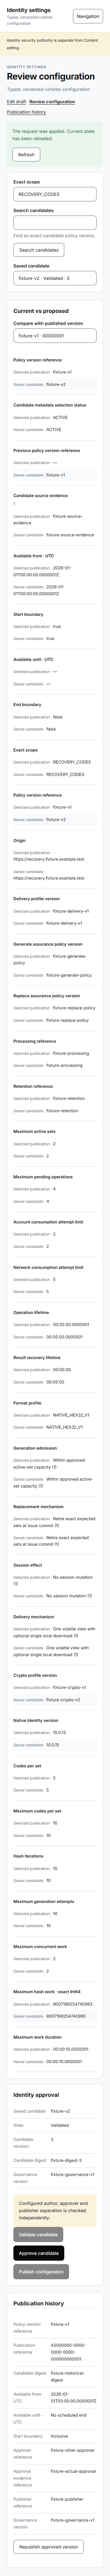 Identity settings
Typed, versioned runtime
configuration
Navigation
Identity security authority is separate from Content
editing.
IDENTITY SETTINGS
Review configuration
Typed, versioned runtime configuration
Edit draft
Review configuration
Publication history
The request was applied. Current state
has been reloaded.
Refresh
Exact scope
RECOVERY_CODES
Search candidates
Find an exact candidate policy version.
Search candidates
Saved candidate
fixture-v2 · Validated · 3
Current vs proposed
Compare with published version
fixture-v1 · 00000001
Policy version reference
Selected publication · fixture-v1
Saved candidate · fixture-v2
Candidate metadata selection status
Selected publication · ACTIVE
Saved candidate · ACTIVE
Previous policy version reference
Selected publication · —
Saved candidate · fixture-v1
Candidate source evidence
Selected publication · fixture-source-
evidence
Saved candidate · fixture-source-evidence
Available from · UTC
Selected publication · 2026-01-
01T00:00:00.0000001Z
Saved candidate · 2026-01-
01T00:00:00.0000001Z
Start boundary
Selected publication · true
Saved candidate · true
Available until · UTC
Selected publication · —
Saved candidate · —
End boundary
Selected publication · false
Saved candidate · false
Exact scope
Selected publication · RECOVERY_CODES
Saved candidate · RECOVERY_CODES
Policy version reference
Selected publication · fixture-v1
Saved candidate · fixture-v2
Origin
Selected publication ·
https://recovery.fixture.example.test
Saved candidate ·
https://recovery.fixture.example.test
Delivery profile version
Selected publication · fixture-delivery-v1
Saved candidate · fixture-delivery-v1
Generate assurance policy version
Selected publication · fixture-generate-
policy
Saved candidate · fixture-generate-policy
Replace assurance policy version
Selected publication · fixture-replace-policy
Saved candidate · fixture-replace-policy
Processing reference
Selected publication · fixture-processing
Saved candidate · fixture-processing
Retention reference
Selected publication · fixture-retention
Saved candidate · fixture-retention
Maximum active sets
Selected publication · 2
Saved candidate · 2
Maximum pending operations
Selected publication · 4
Saved candidate · 4
Account consumption attempt limit
Selected publication · 2
Saved candidate · 2
Network consumption attempt limit
Selected publication · 5
Saved candidate · 5
Operation lifetime
Selected publication · 00:05:00.0000001
Saved candidate · 00:05:00.0000001
Result recovery lifetime
Selected publication · 00:05:00
Saved candidate · 00:05:00
Format profile
Selected publication · NATIVE_HEX32_V1
Saved candidate · NATIVE_HEX32_V1
Generation admission
Selected publication · Within approved
active-set capacity (1)
Saved candidate · Within approved active-
set capacity (1)
Replacement mechanism
Selected publication · Retire exact expected
sets at issue commit (1)
Saved candidate · Retire exact expected
sets at issue commit (1)
Session effect
Selected publication · No session mutation
(1)
Saved candidate · No session mutation (1)
Delivery mechanism
Selected publication · One volatile view with
optional single local download (1)
Saved candidate · One volatile view with
optional single local download (1)
Crypto profile version
Selected publication · fixture-crypto-v1
Saved candidate · fixture-crypto-v2
Native Identity version
Selected publication · 10.0.13
Saved candidate · 10.0.15
Codes per set
Selected publication · 5
Saved candidate · 5
Maximum codes per set
Selected publication · 10
Saved candidate · 10
Hash iterations
Selected publication · 10
Saved candidate · 10
Maximum generation attempts
Selected publication · 10
Saved candidate · 10
Maximum concurrent work
Selected publication · 2
Saved candidate · 2
Maximum hash work · exact Int64
Selected publication · 9007199254740993
Saved candidate · 9007199254740995
Maximum work duration
Selected publication · 00:00:10.0000001
Saved candidate · 00:00:10.0000001
Identity approval
Saved candidate fixture-v2
State Validated
Candidate 3
revision
Candidate digest fixture-digest-3
Governance fixture-governance-v1
version
Configured author, approver and
publisher separation is checked
independently.
Validate candidate
Approve candidate
Publish configuration
Publication history
Policy version fixture-v1
reference
Publication 43000000-0000-
reference 0000-0000-
000000000001
Candidate digest fixture-historical-
digest
Available from · 2026-01-
UTC 01T00:00:00.0000001Z
Available until · No scheduled end
UTC
Start boundary Inclusive
Approver fixture-other-approver
reference
Approval fixture-actual-approval
evidence
reference
Publisher fixture-publisher
reference
Governance fixture-governance-v1
version
Republish approved version